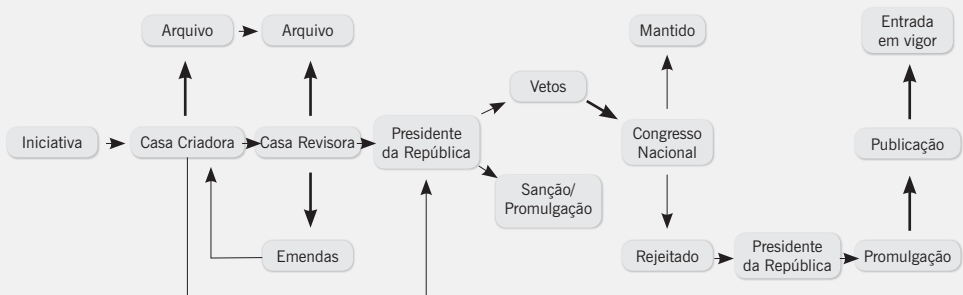 Arquivo
Arquivo
Mantido
Entrada
em vigor
Vetos
Iniciativa
Casa Criadora
Casa Revisora
Presidente
da República
Congresso
Nacional
Publicação
Sanção/
Promulgação
Emendas
Rejeitado
Presidente
da República
Promulgação